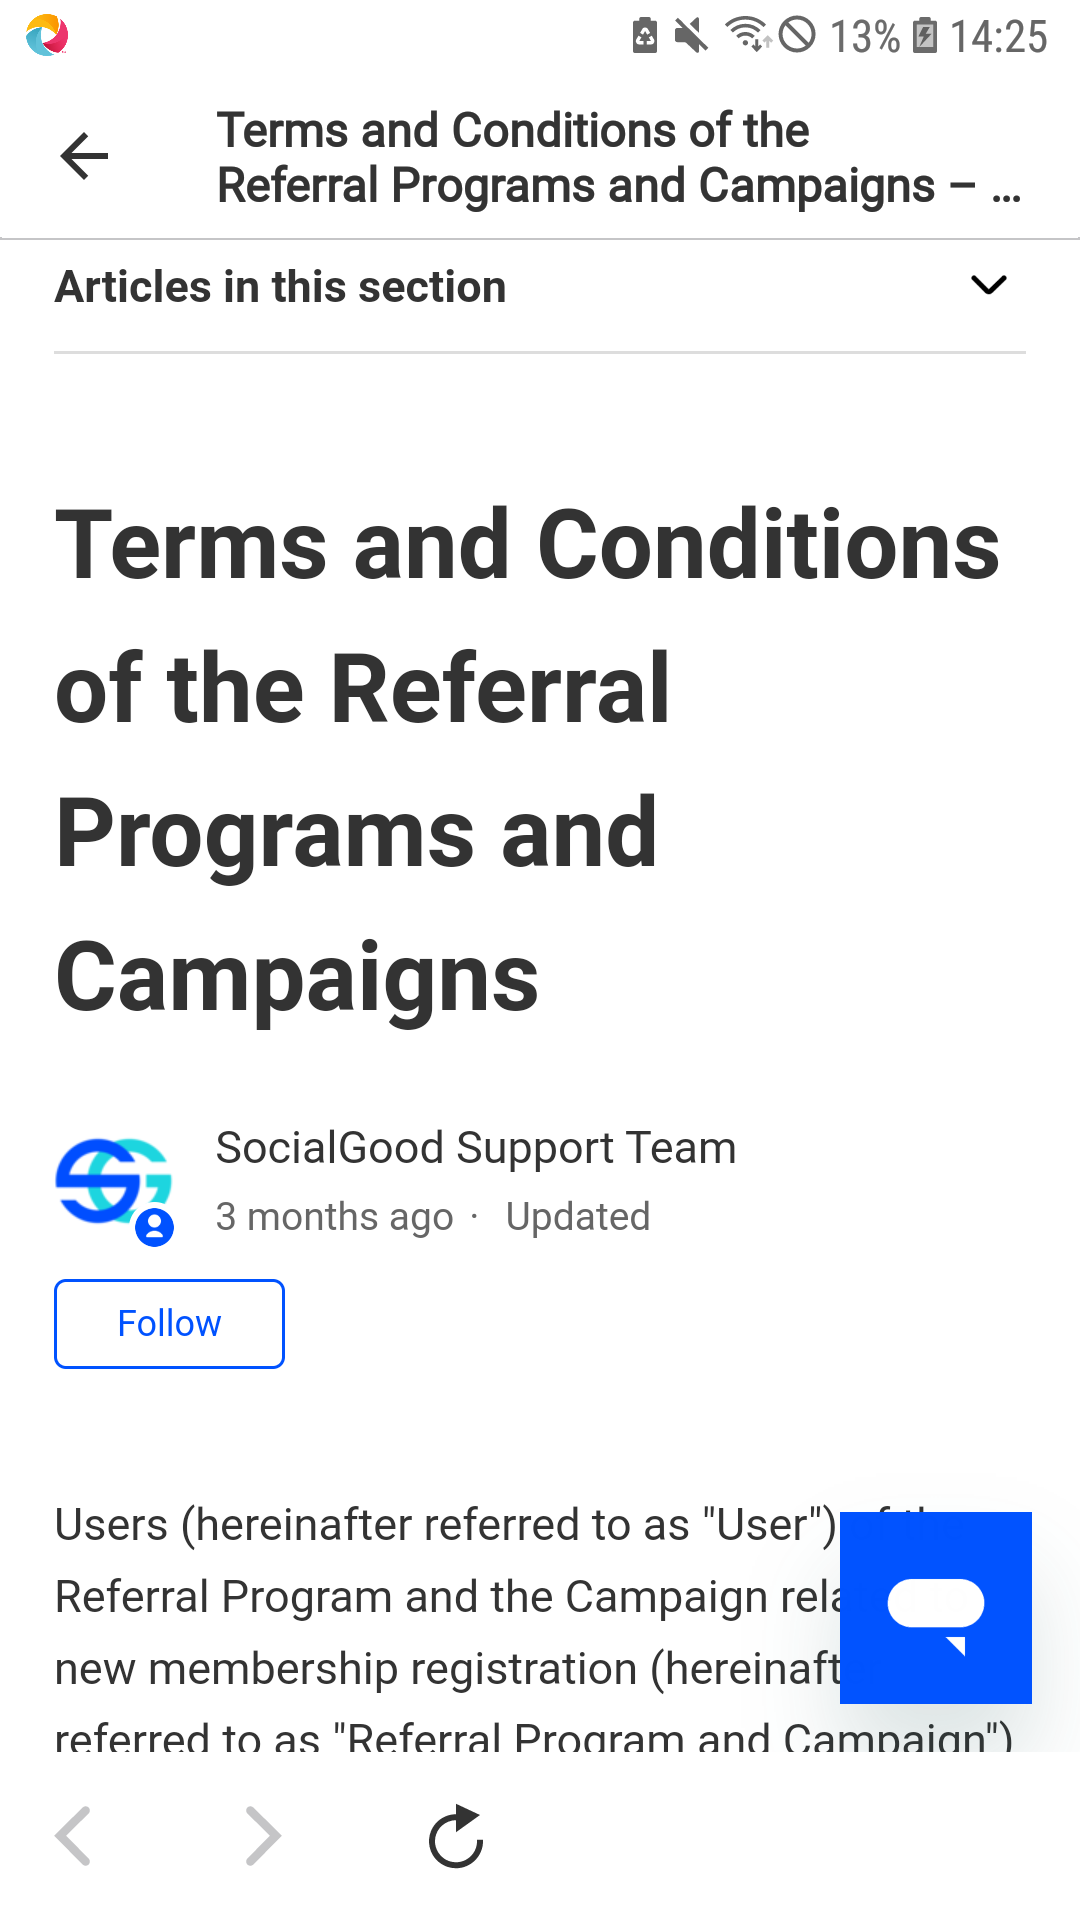 13% 14:25
Terms and Conditions of the
Referral Programs and Campaigns – ...
Articles in this section
Terms and Conditions
of the Referral
Programs and
Campaigns
SocialGood Support Team
3 months ago · Updated
Follow
Users (hereinafter referred to as "User")
Referral Program and the Campaign
new membership registration
referred to as "Referral Program and Campaign")